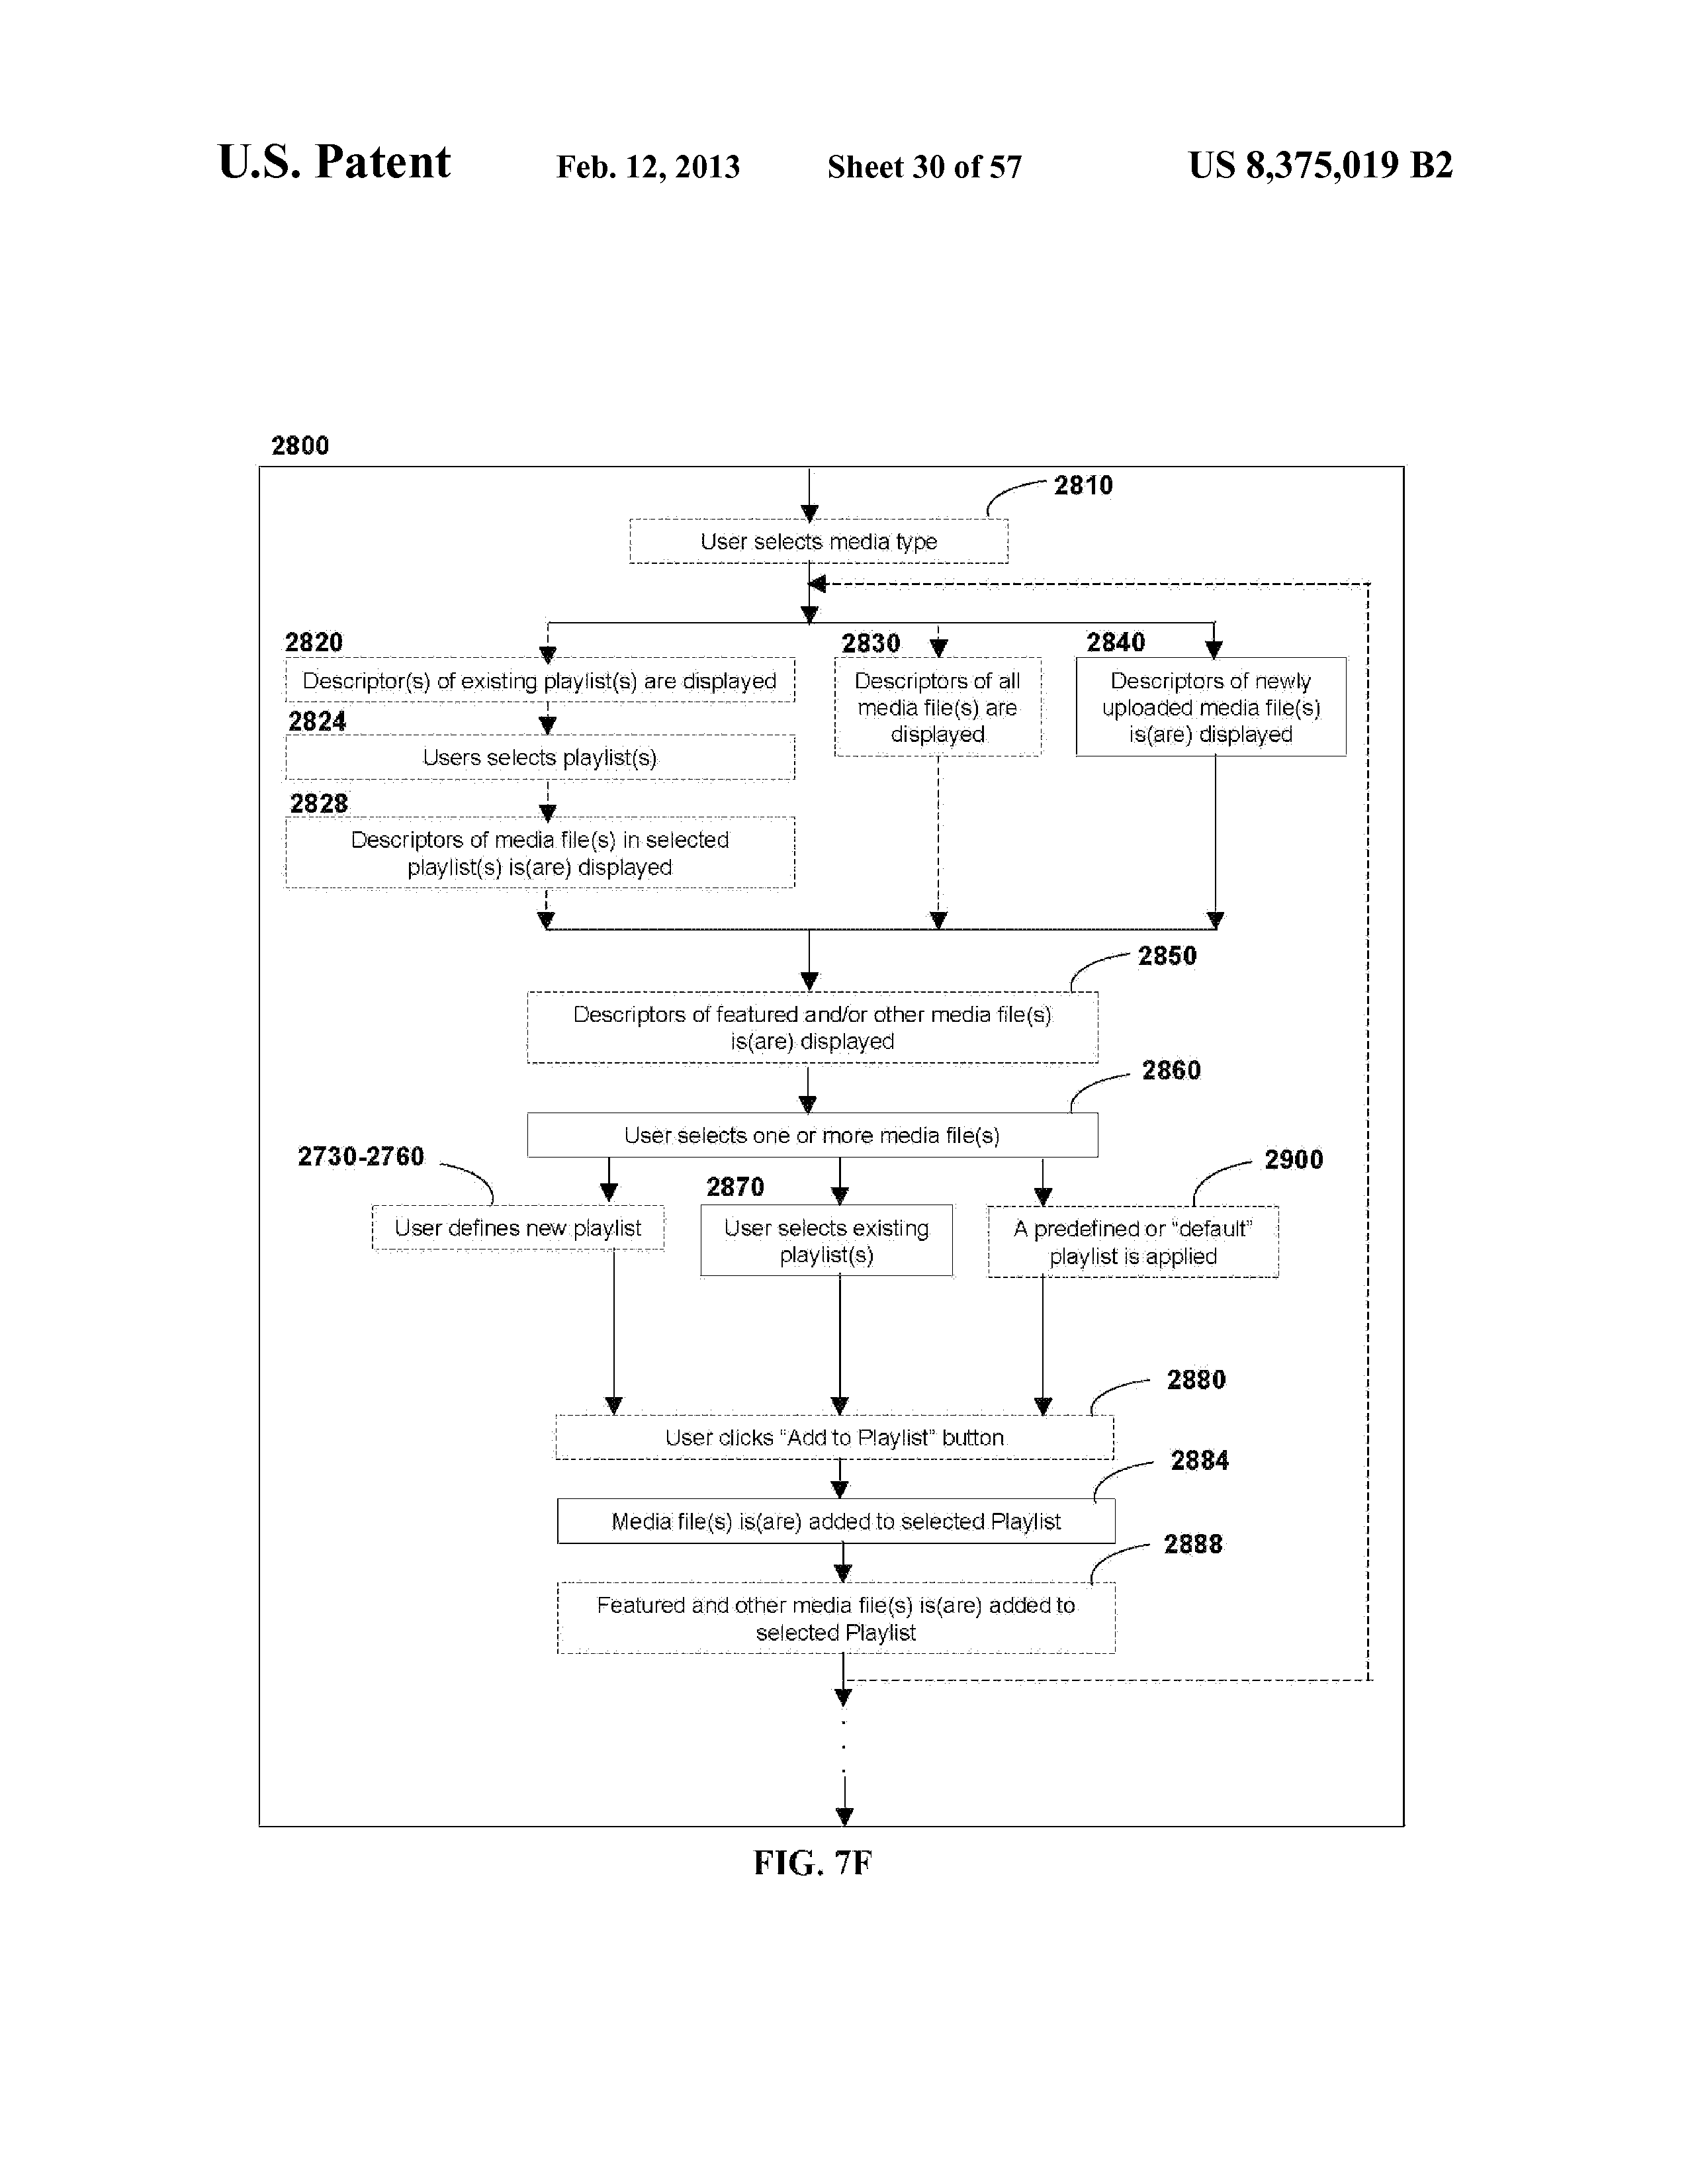 U.S. Patent Feb. 12, 2013 Sheet 30 of 57 US 8,375,019 B2
2800
2810
User selects media type
2820
Descriptor(s) of existing playlist(s) are displayed
2824
Users selects playlist(s)
2828
Descriptors of media file(s) in selected
playlist(s) is(are) displayed
2830
Descriptors of all
media file(s) are
displayed
2840
Descriptors of newly
uploaded media file(s)
is(are) displayed
2850
Descriptors of featured and/or other media file(s)
is(are) displayed
2860
User selects one or more media file(s)
2730-2760
User defines new playlist
2870
User selects existing
playlist(s)
2900
A predefined or "default"
playlist is applied
2880
User clicks "Add to Playlist" button
2884
Media file(s) is(are) added to selected Playlist
2888
Featured and other media file(s) is(are) added to
selected Playlist
FIG. 7F